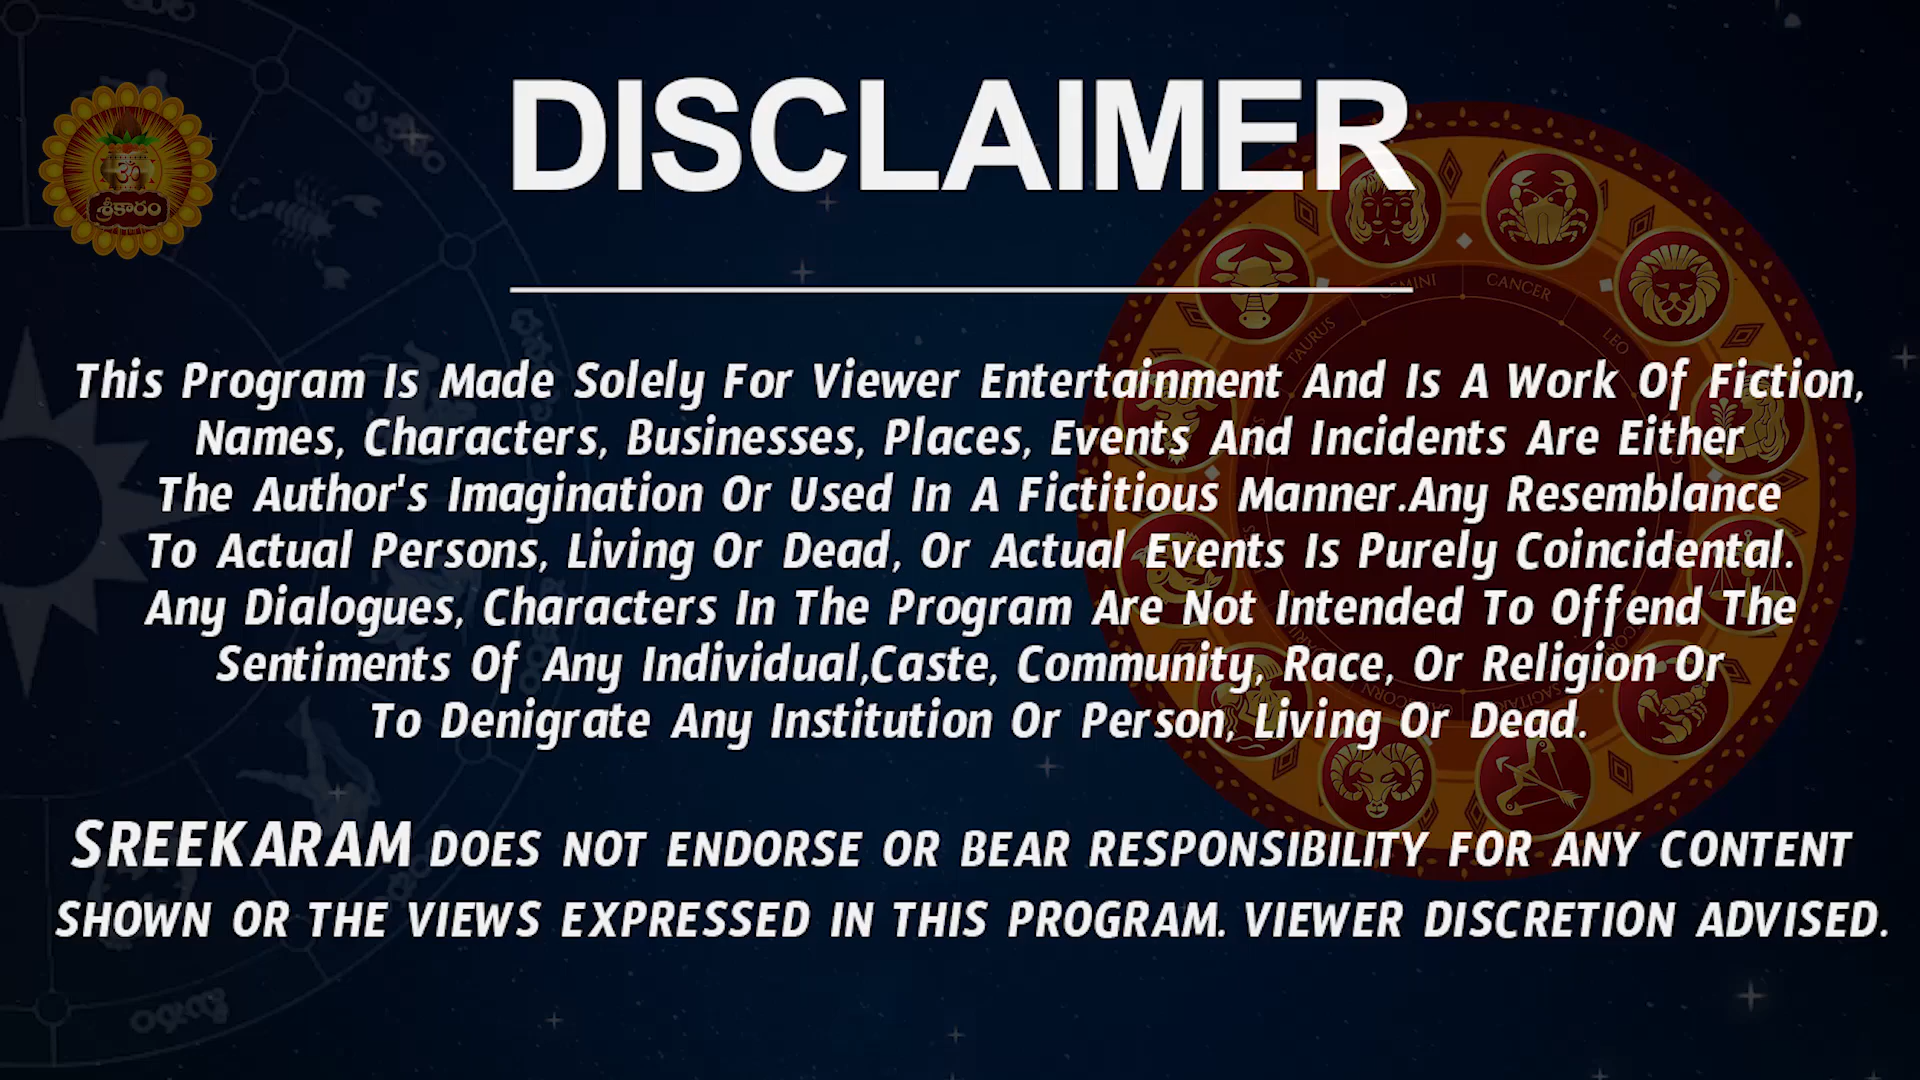 DISCLAIMER
శ్రీకారం
GEMINI
CANCER
TAURUS
LEO
This Program Is Made Solely For Viewer Entertainment And Is A Work Of Fiction,
Names, Characters, Businesses, Places, Events And Incidents Are Either
The Author's Imagination Or Used In A Fictitious Manner.Any Resemblance
To Actual Persons, Living Or Dead, Or Actual Events Is Purely Coincidental.
Any Dialogues, Characters In The Program Are Not Intended To Offend The
Sentiments Of Any Individual,Caste, Community, Race, Or Religion Or
To Denigrate Any Institution Or Person, Living Or Dead.
SREEKARAM DOES NOT ENDORSE OR BEAR RESPONSIBILITY FOR ANY CONTENT
SHOWN OR THE VIEWS EXPRESSED IN THIS PROGRAM. VIEWER DISCRETION ADVISED.